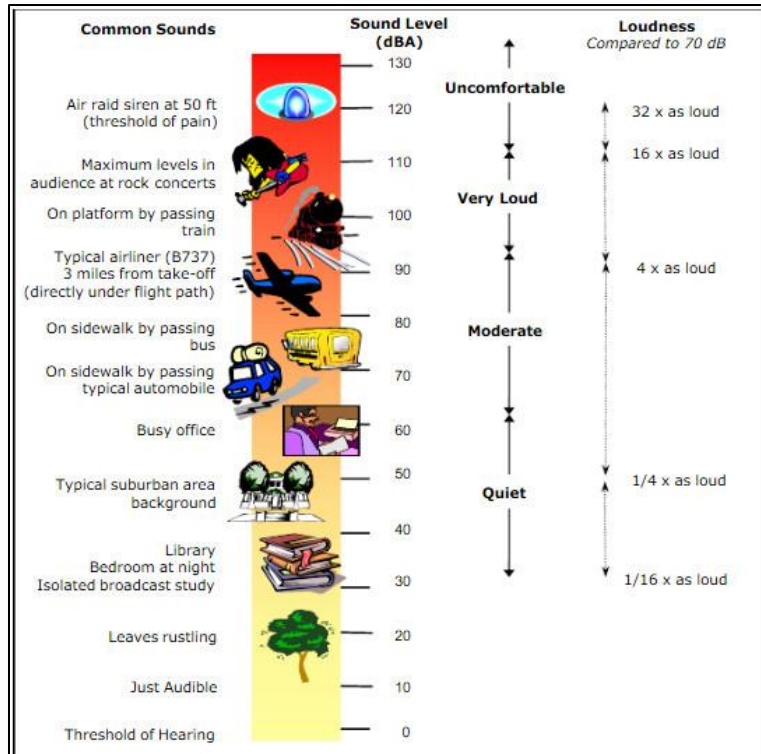 Common Sounds
Sound Level
(dBA)
Loudness
Compared to 70 dB
130
Uncomfortable
Air raid siren at 50 ft
(threshold of pain)
120
32 x as loud
Maximum levels in
audience at rock concerts
110
16 x as loud
On platform by passing
train
100
Very Loud
Typical airliner (B737)
3 miles from take-off
(directly under flight path)
90
4 x as loud
On sidewalk by passing
bus
80
Moderate
On sidewalk by passing
typical automobile
70
Busy office
60
Typical suburban area
background
50
1/4 x as loud
Quiet
40
Library
Bedroom at night
Isolated broadcast study
30
1/16 x as loud
Leaves rustling
20
Just Audible
10
Threshold of Hearing
0